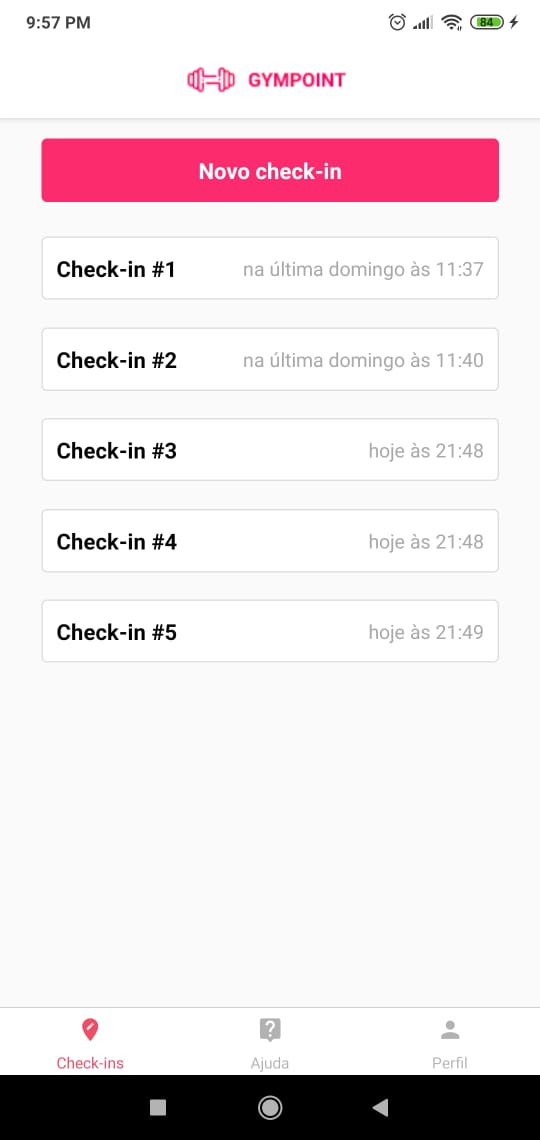 9:57 PM
84
GYMPOINT
Novo check-in
Check-in #1 na última domingo às 11:37
Check-in #2 na última domingo às 11:40
Check-in #3 hoje às 21:48
Check-in #4 hoje às 21:48
Check-in #5 hoje às 21:49
Check-ins Ajuda Perfil